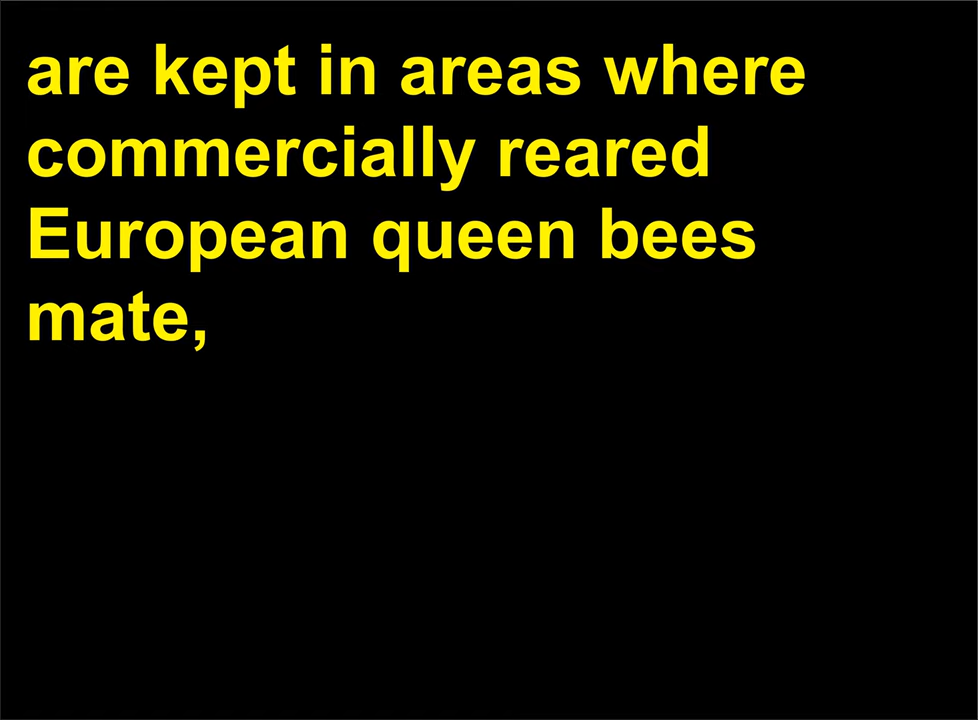 are kept in areas where
commercially reared
European queen bees
mate,